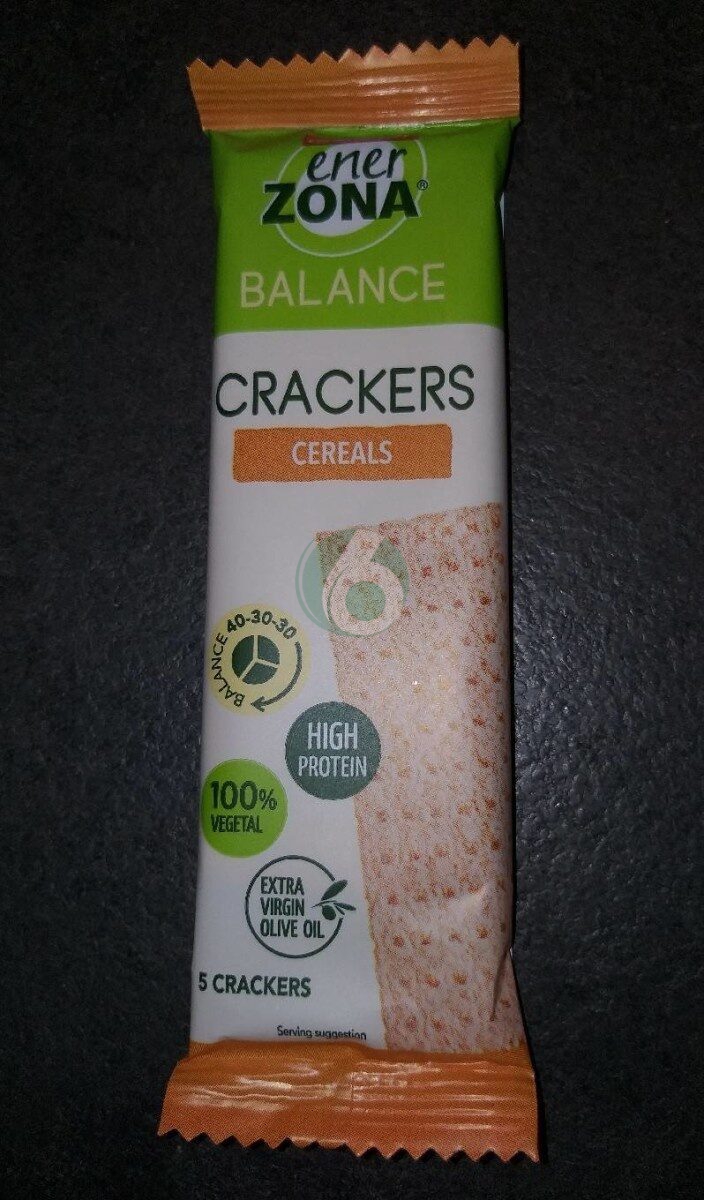 ener
ZONA®
BALANCE
CRACKERS
CEREALS
6
BALANCE 40-30-30
HIGH
PROTEIN
100%
VEGETAL
EXTRA
VIRGIN
OLIVE OIL
5 CRACKERS
Serving suggestion